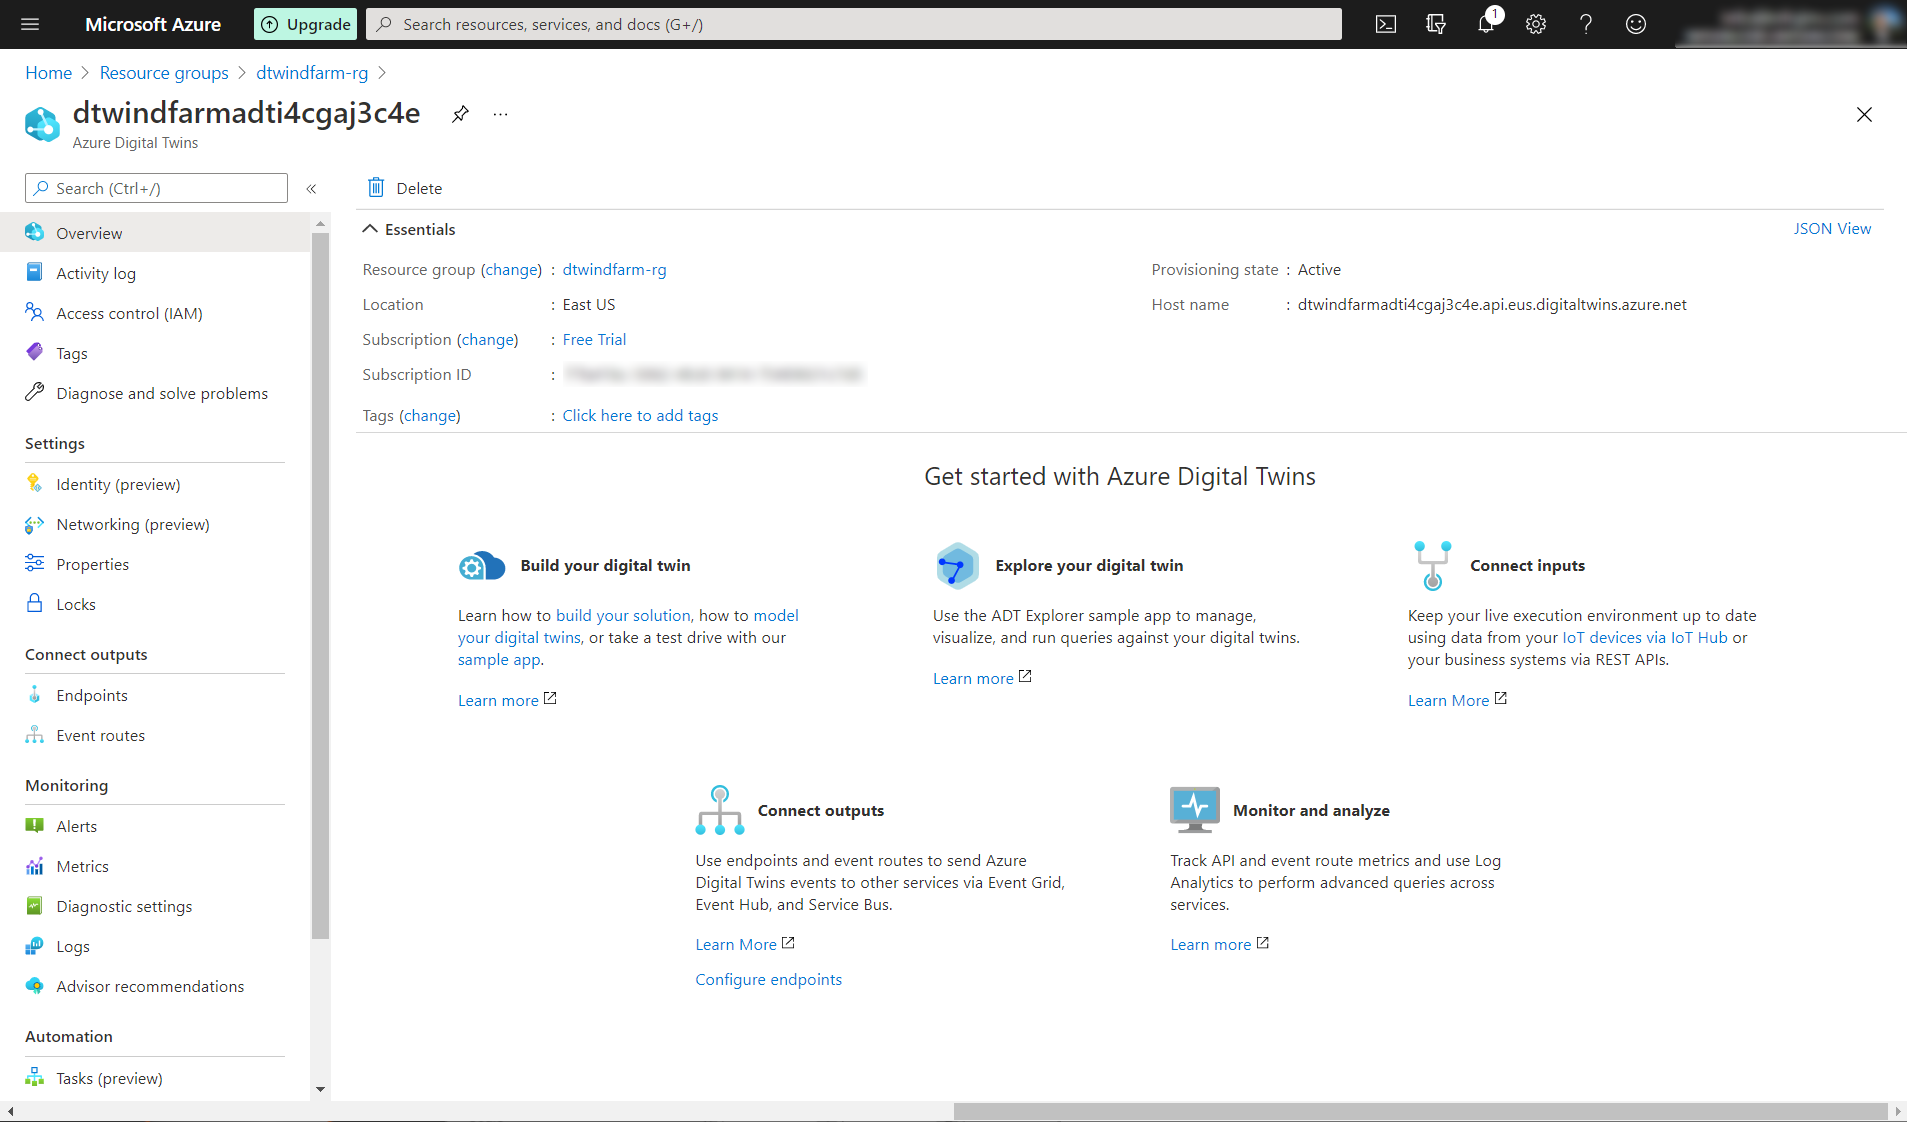 Microsoft Azure
Upgrade
Search resources, services, and docs (G+/)
1
Home > Resource groups > dtwindfarm-rg >
dtwindfarmadti4cgaj3c4e
...
Azure Digital Twins
Search (Ctrl+/)
«
Overview
Activity log
Access control (IAM)
Tags
Diagnose and solve problems
Settings
Identity (preview)
Networking (preview)
Properties
Locks
Connect outputs
Endpoints
Event routes
Monitoring
Alerts
Metrics
Diagnostic settings
Logs
Advisor recommendations
Automation
Tasks (preview)
Delete
Essentials
JSON View
Resource group (change) : dtwindfarm-rg
Location : East US
Subscription (change) : Free Trial
Subscription ID :
Tags (change) : Click here to add tags
Provisioning state : Active
Host name : dtwindfarmadti4cgaj3c4e.api.eus.digitaltwins.azure.net
Get started with Azure Digital Twins
Build your digital twin
Learn how to build your solution, how to model
your digital twins, or take a test drive with our
sample app.
Learn more
Explore your digital twin
Use the ADT Explorer sample app to manage,
visualize, and run queries against your digital twins.
Learn more
Connect inputs
Keep your live execution environment up to date
using data from your IoT devices via IoT Hub or
your business systems via REST APIs.
Learn More
Connect outputs
Use endpoints and event routes to send Azure
Digital Twins events to other services via Event Grid,
Event Hub, and Service Bus.
Learn More
Configure endpoints
Monitor and analyze
Track API and event route metrics and use Log
Analytics to perform advanced queries across
services.
Learn more